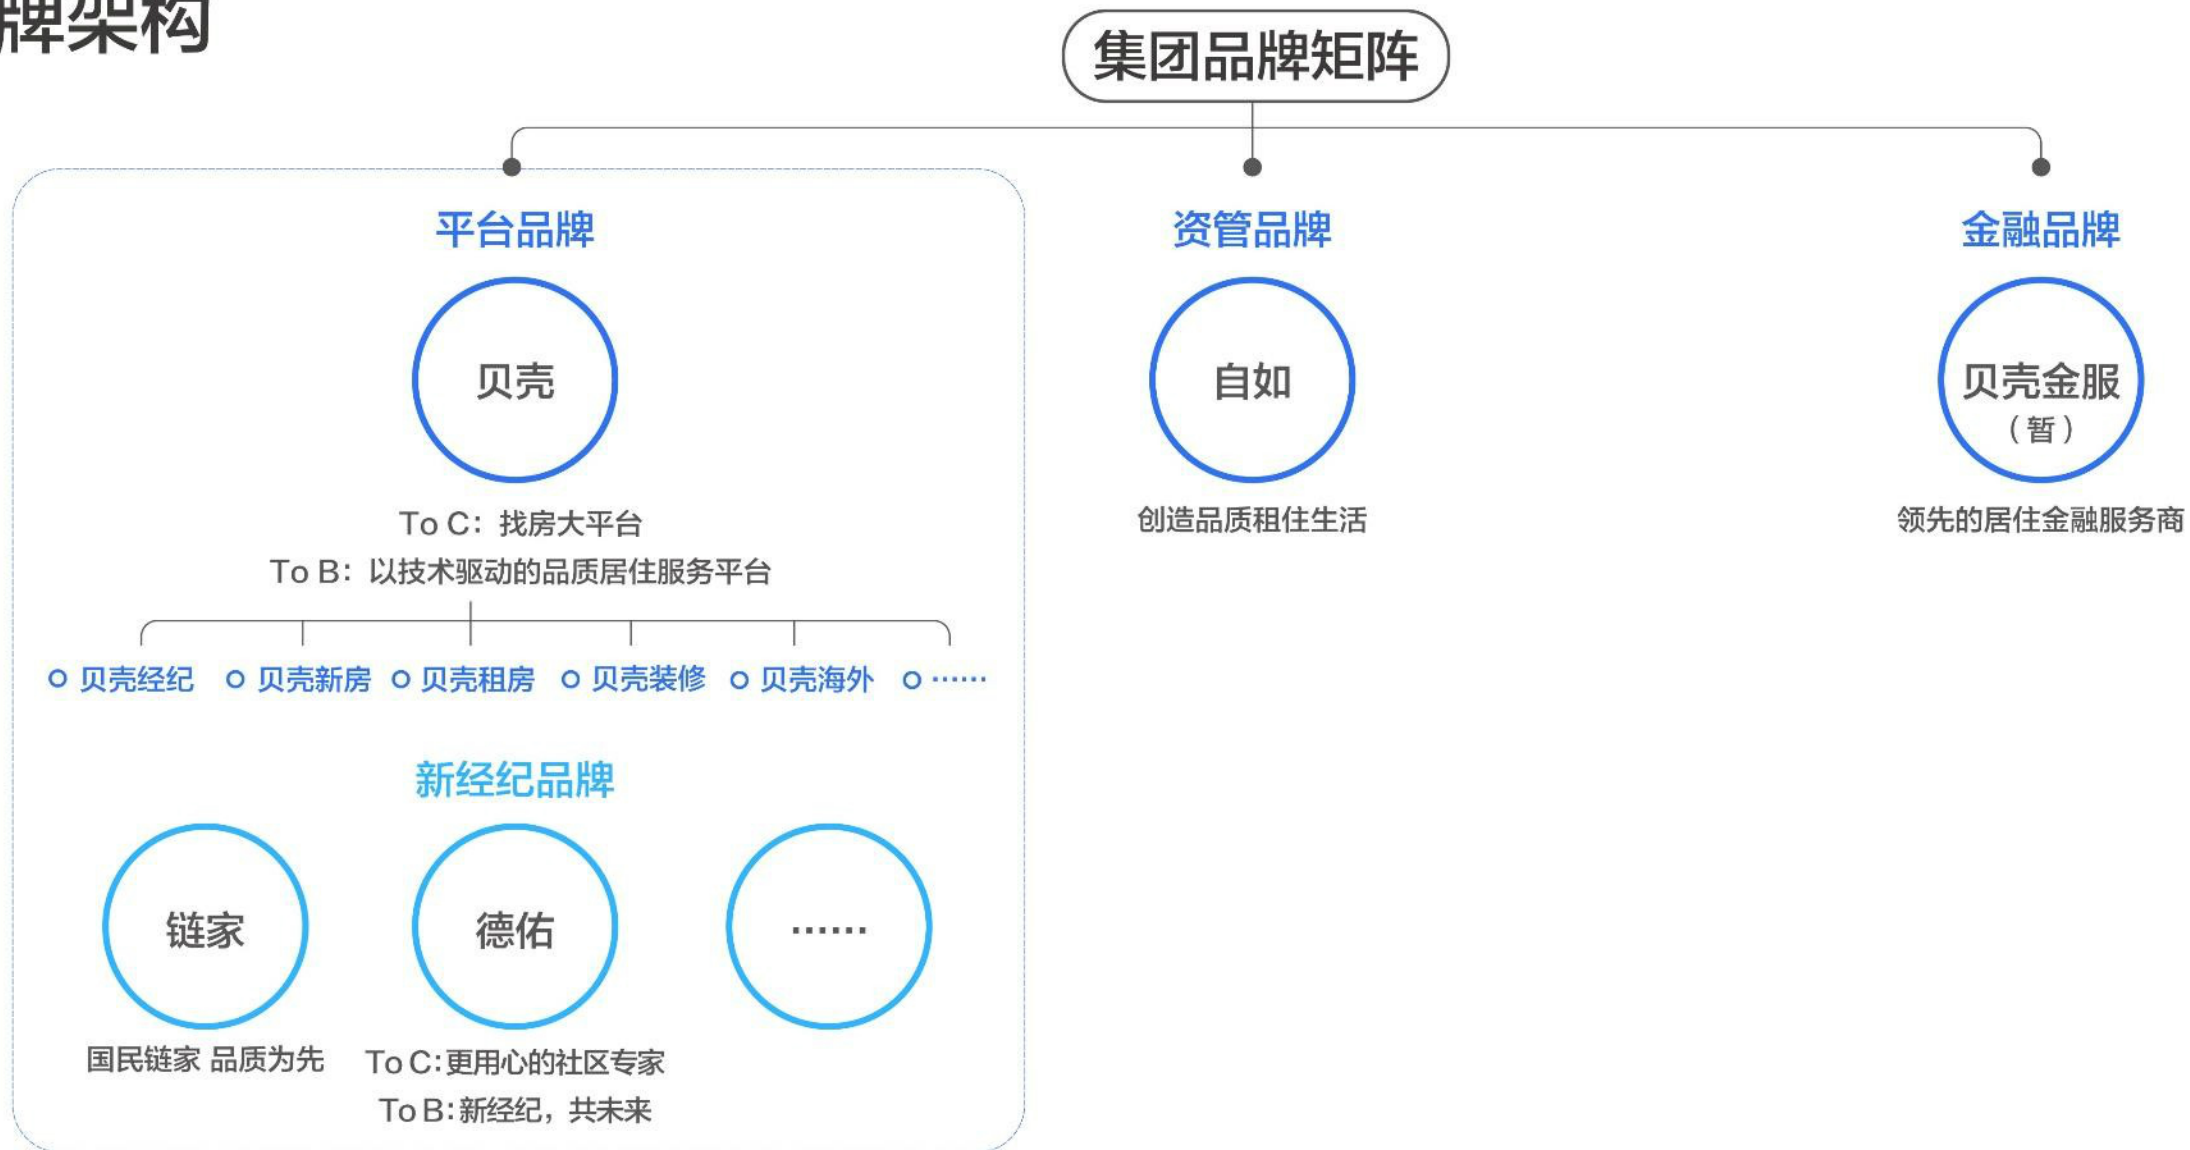 牌架构
集团品牌矩阵
平台品牌
贝壳
To C：找房大平台
To B：以技术驱动的品质居住服务平台
贝壳经纪
贝壳新房
贝壳租房
贝壳装修
贝壳海外
……
新经纪品牌
链家
国民链家 品质为先
德佑
To C:更用心的社区专家
To B:新经纪，共未来
……
资管品牌
自如
创造品质租住生活
金融品牌
贝壳金服
（暂）
领先的居住金融服务商